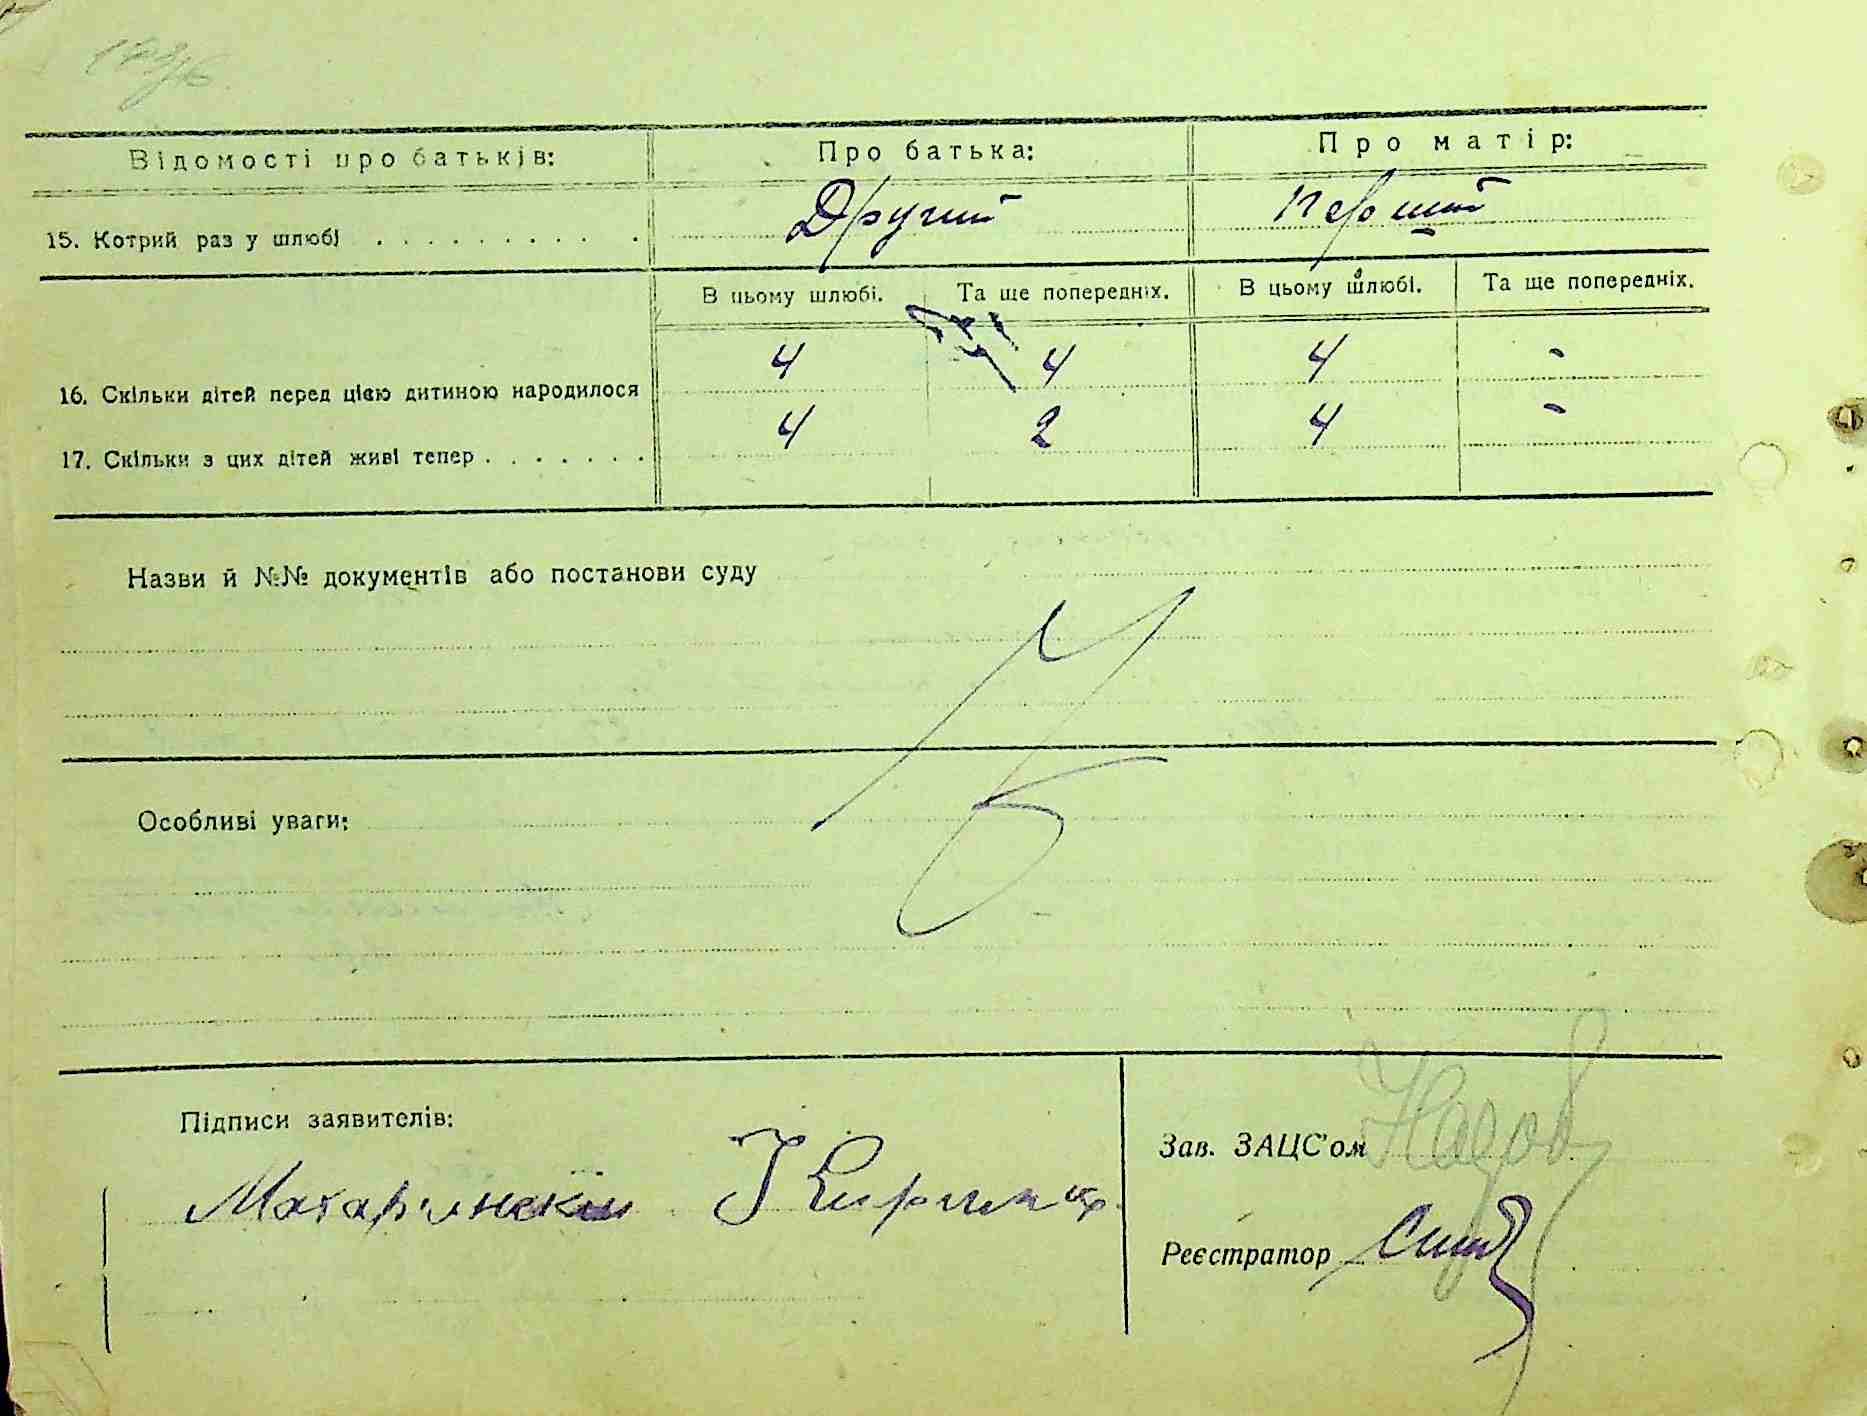 Відомості про батьків: Про батька: Про матір:
15. Котрий раз у шлюбі Другий Перший
В цьому шлюбі. Та ще попередніх. В цьому шлюбі. Та ще попередніх.
16. Скільки дітей перед цією дитиною народилося 4 4 4 -
17. Скільки з цих дітей живі тепер 4 2 4 -
Назви й №№ документів або постанови суду
Особливі уваги:
Підписи заявителів:
Зав. ЗАЦС'ом
Реєстратор